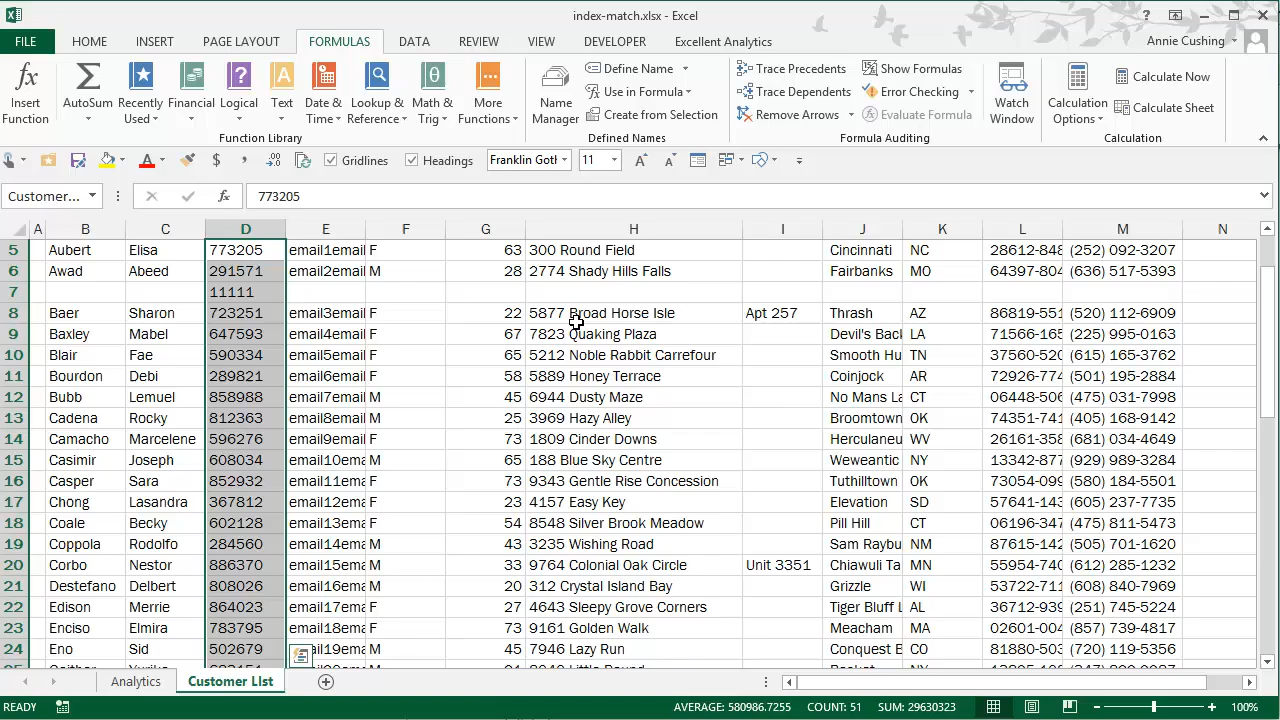 index-match.xlsx - Excel
FILE HOME INSERT PAGE LAYOUT FORMULAS DATA REVIEW VIEW DEVELOPER Excellent Analytics Annie Cushing
Insert Function
AutoSum
Recently Used
Financial
Logical
Text
Date & Time
Lookup & Reference
Math & Trig
More Functions
Function Library
Name Manager
Define Name
Use in Formula
Create from Selection
Defined Names
Trace Precedents
Trace Dependents
Remove Arrows
Show Formulas
Error Checking
Evaluate Formula
Formula Auditing
Watch Window
Calculation Options
Calculate Now
Calculate Sheet
Calculation
Gridlines Headings Franklin Gotl 11
Customer... fx 773205
A B C D E F G H I J K L M N
5 Aubert Elisa 773205 email1email F 63 300 Round Field Cincinnati NC 28612-848 (252) 092-3207
6 Awad Abeed 291571 email2email M 28 2774 Shady Hills Falls Fairbanks MO 64397-804 (636) 517-5393
7 11111
8 Baer Sharon 723251 email3email F 22 5877 Broad Horse Isle Apt 257 Thrash AZ 86819-551 (520) 112-6909
9 Baxley Mabel 647593 email4email F 67 7823 Quaking Plaza Devil's Back LA 71566-165 (225) 995-0163
10 Blair Fae 590334 email5email F 65 5212 Noble Rabbit Carrefour Smooth Hu TN 37560-520 (615) 165-3762
11 Bourdon Debi 289821 email6email F 58 5889 Honey Terrace Coinjock AR 72926-774 (501) 195-2884
12 Bubb Lemuel 858988 email7email M 45 6944 Dusty Maze No Mans La CT 06448-506 (475) 031-7998
13 Cadena Rocky 812363 email8email M 25 3969 Hazy Alley Broomtown OK 74351-741 (405) 168-9142
14 Camacho Marcelene 596276 email9email F 73 1809 Cinder Downs Herculaneu WV 26161-358 (681) 034-4649
15 Casimir Joseph 608034 email10ema M 65 188 Blue Sky Centre Weweantic NY 13342-877 (929) 989-3284
16 Casper Sara 852932 email11ema F 73 9343 Gentle Rise Concession Tuthilltown OK 73054-099 (580) 184-5501
17 Chong Lasandra 367812 email12ema F 23 4157 Easy Key Elevation SD 57641-143 (605) 237-7735
18 Coale Becky 602128 email13ema F 54 8548 Silver Brook Meadow Pill Hill CT 06196-347 (475) 811-5473
19 Coppola Rodolfo 284560 email14ema M 43 3235 Wishing Road Sam Raybu NM 87615-142 (505) 701-1620
20 Corbo Nestor 886370 email15ema M 33 9764 Colonial Oak Circle Unit 3351 Chiawuli Ta MN 55954-740 (612) 285-1232
21 Destefano Delbert 808026 email16ema M 20 312 Crystal Island Bay Grizzle WI 53722-711 (608) 840-7969
22 Edison Merrie 864023 email17ema F 27 4643 Sleepy Grove Corners Tiger Bluff L AL 36712-939 (251) 745-5224
23 Enciso Elmira 783795 email18ema F 73 9161 Golden Walk Meacham MA 02601-004 (857) 739-4817
24 Eno Sid 502679 email19ema M 45 7946 Lazy Run Conquest B CO 81880-503 (720) 119-5356
Analytics Customer List
READY AVERAGE: 580986.7255 COUNT: 51 SUM: 29630323 100%